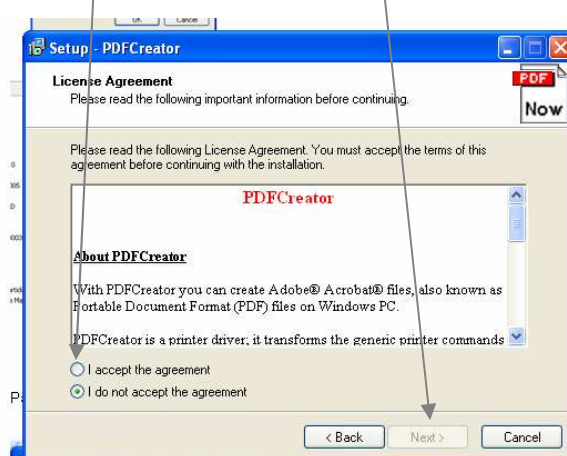 OK Cancel
Setup - PDFCreator
License Agreement
Please read the following important information before continuing.
PDF
Now
Please read the following License Agreement. You must accept the terms of this
agreement before continuing with the installation.
PDFCreator
About PDFCreator
With PDFCreator you can create Adobe® Acrobat® files, also known as
Portable Document Format (PDF) files on Windows PC.
PDFCreator is a printer driver; it transforms the generic printer commands
I accept the agreement
I do not accept the agreement
< Back Next > Cancel